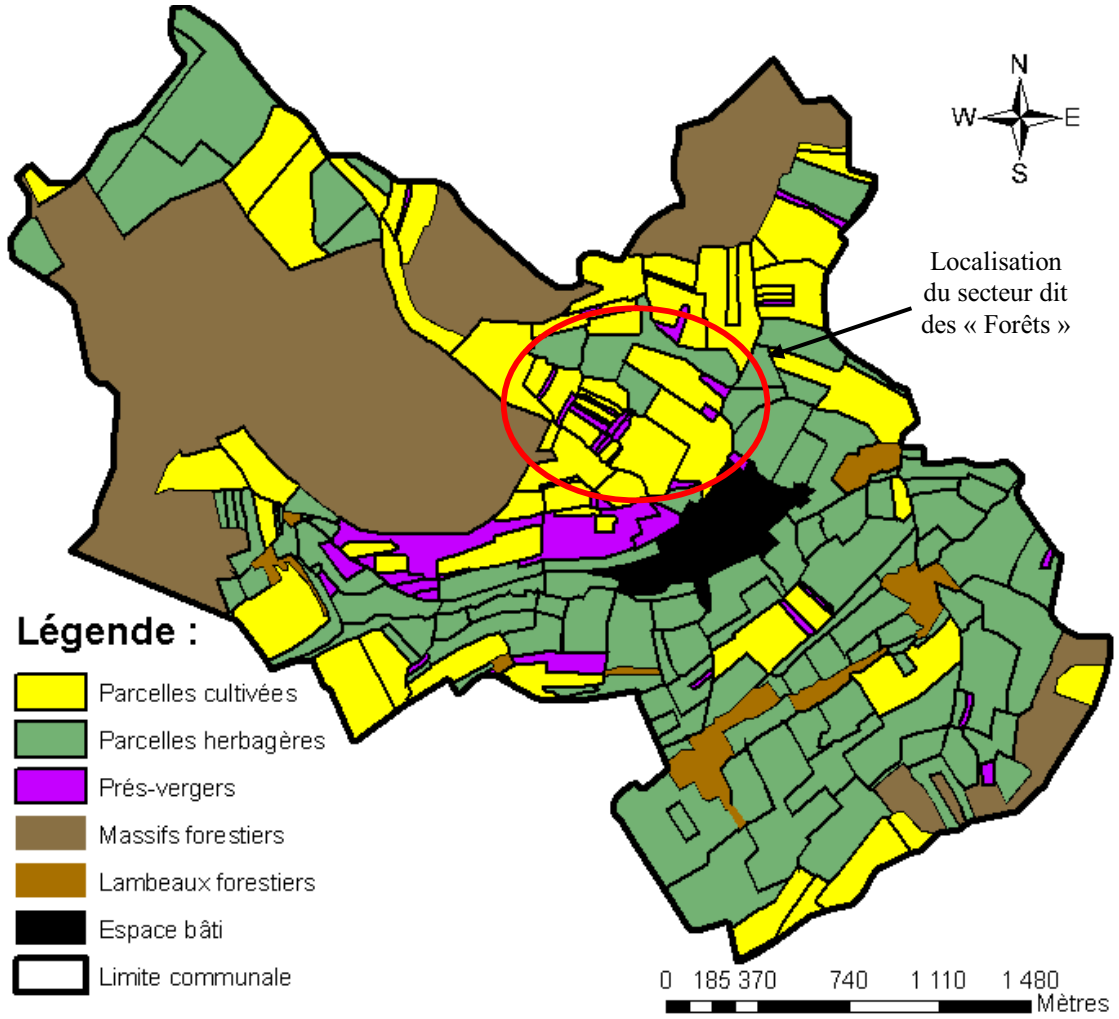 N
W
E
S
Localisation
du secteur dit
des « Forêts »
Légende :
Parcelles cultivées
Parcelles herbagères
Prés-vergers
Massifs forestiers
Lambeaux forestiers
Espace bâti
Limite communale
0 185 370 740 1 110 1 480
Mètres